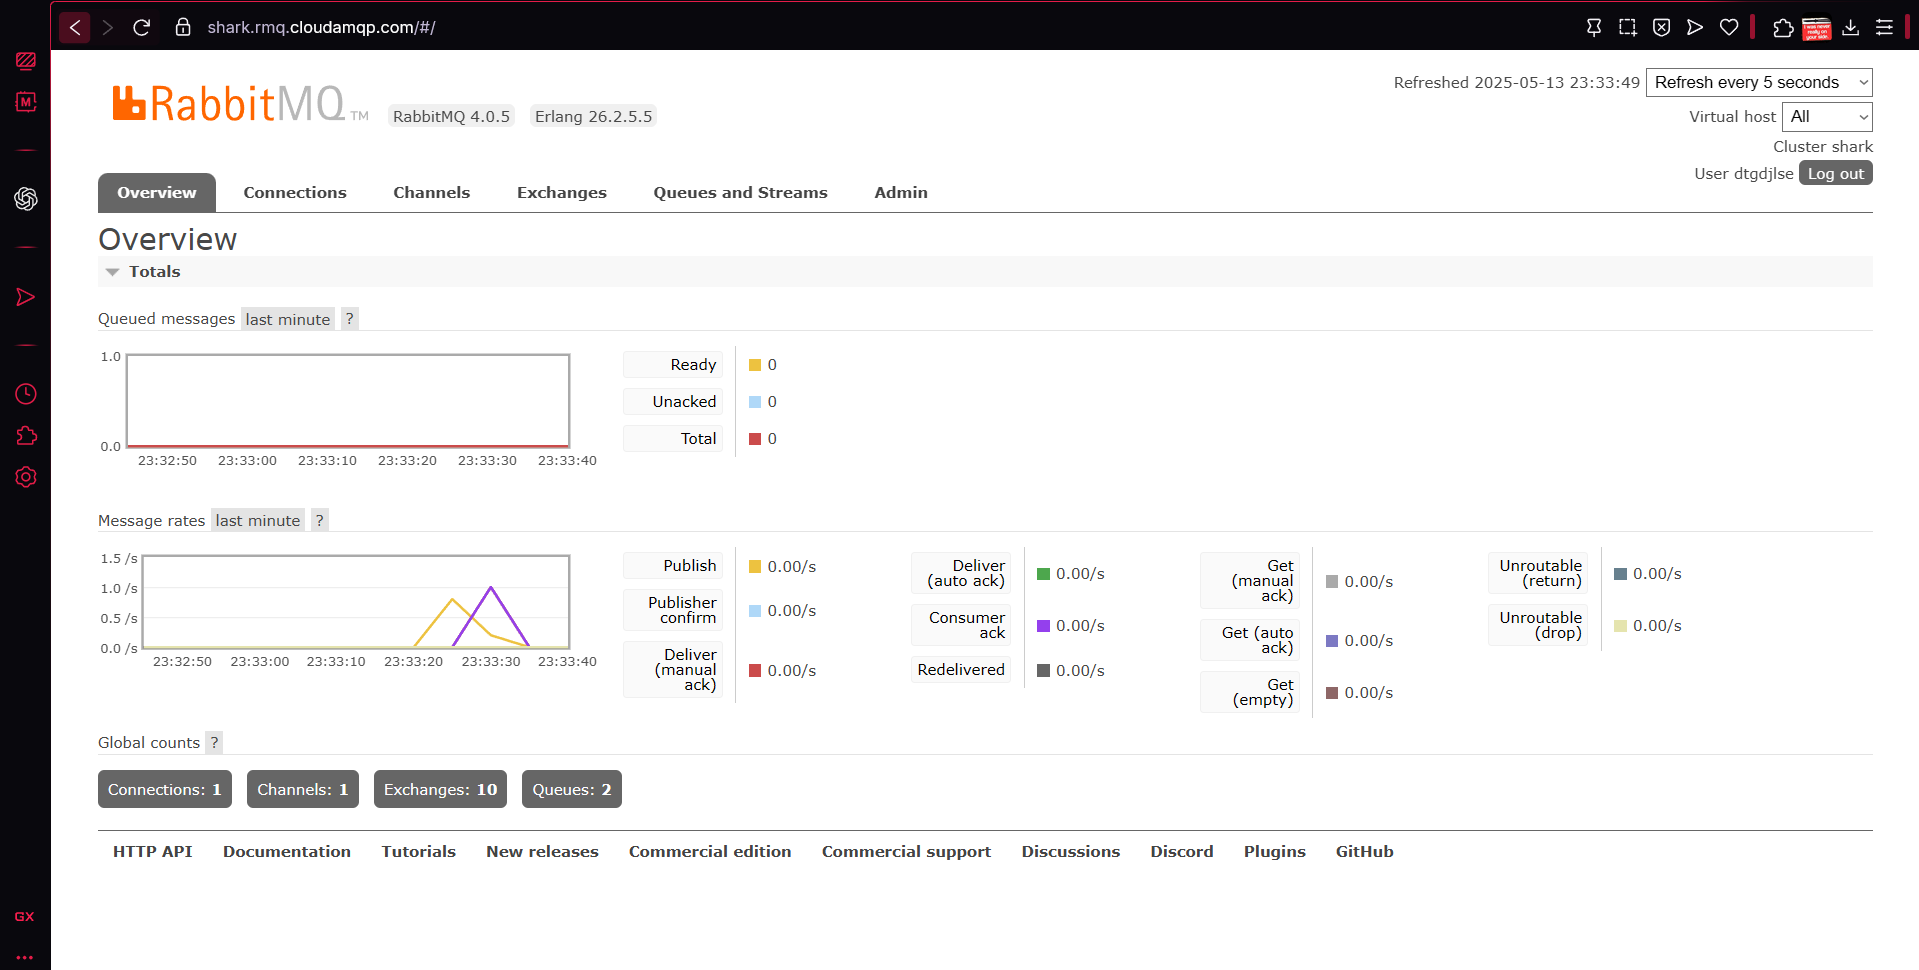 shark.rmq.cloudamqp.com/#/
M
RabbitMQ TM
RabbitMQ 4.0.5
Erlang 26.2.5.5
Refreshed 2025-05-13 23:33:49
Refresh every 5 seconds
Virtual host
All
Cluster shark
User dtgdjlse
Log out
Overview
Connections
Channels
Exchanges
Queues and Streams
Admin
Overview
Totals
Queued messages last minute ?
1.0
0.0
23:32:50
23:33:00
23:33:10
23:33:20
23:33:30
23:33:40
Ready
0
Unacked
0
Total
0
Message rates last minute ?
1.5 /s
1.0 /s
0.5 /s
0.0 /s
23:32:50
23:33:00
23:33:10
23:33:20
23:33:30
23:33:40
Publish
0.00/s
Publisher
confirm
0.00/s
Deliver
(manual
ack)
0.00/s
Deliver
(auto ack)
0.00/s
Consumer
ack
0.00/s
Redelivered
0.00/s
Get
(manual
ack)
0.00/s
Get (auto
ack)
0.00/s
Get
(empty)
0.00/s
Unroutable
(return)
0.00/s
Unroutable
(drop)
0.00/s
Global counts ?
Connections: 1
Channels: 1
Exchanges: 10
Queues: 2
HTTP API
Documentation
Tutorials
New releases
Commercial edition
Commercial support
Discussions
Discord
Plugins
GitHub
GX